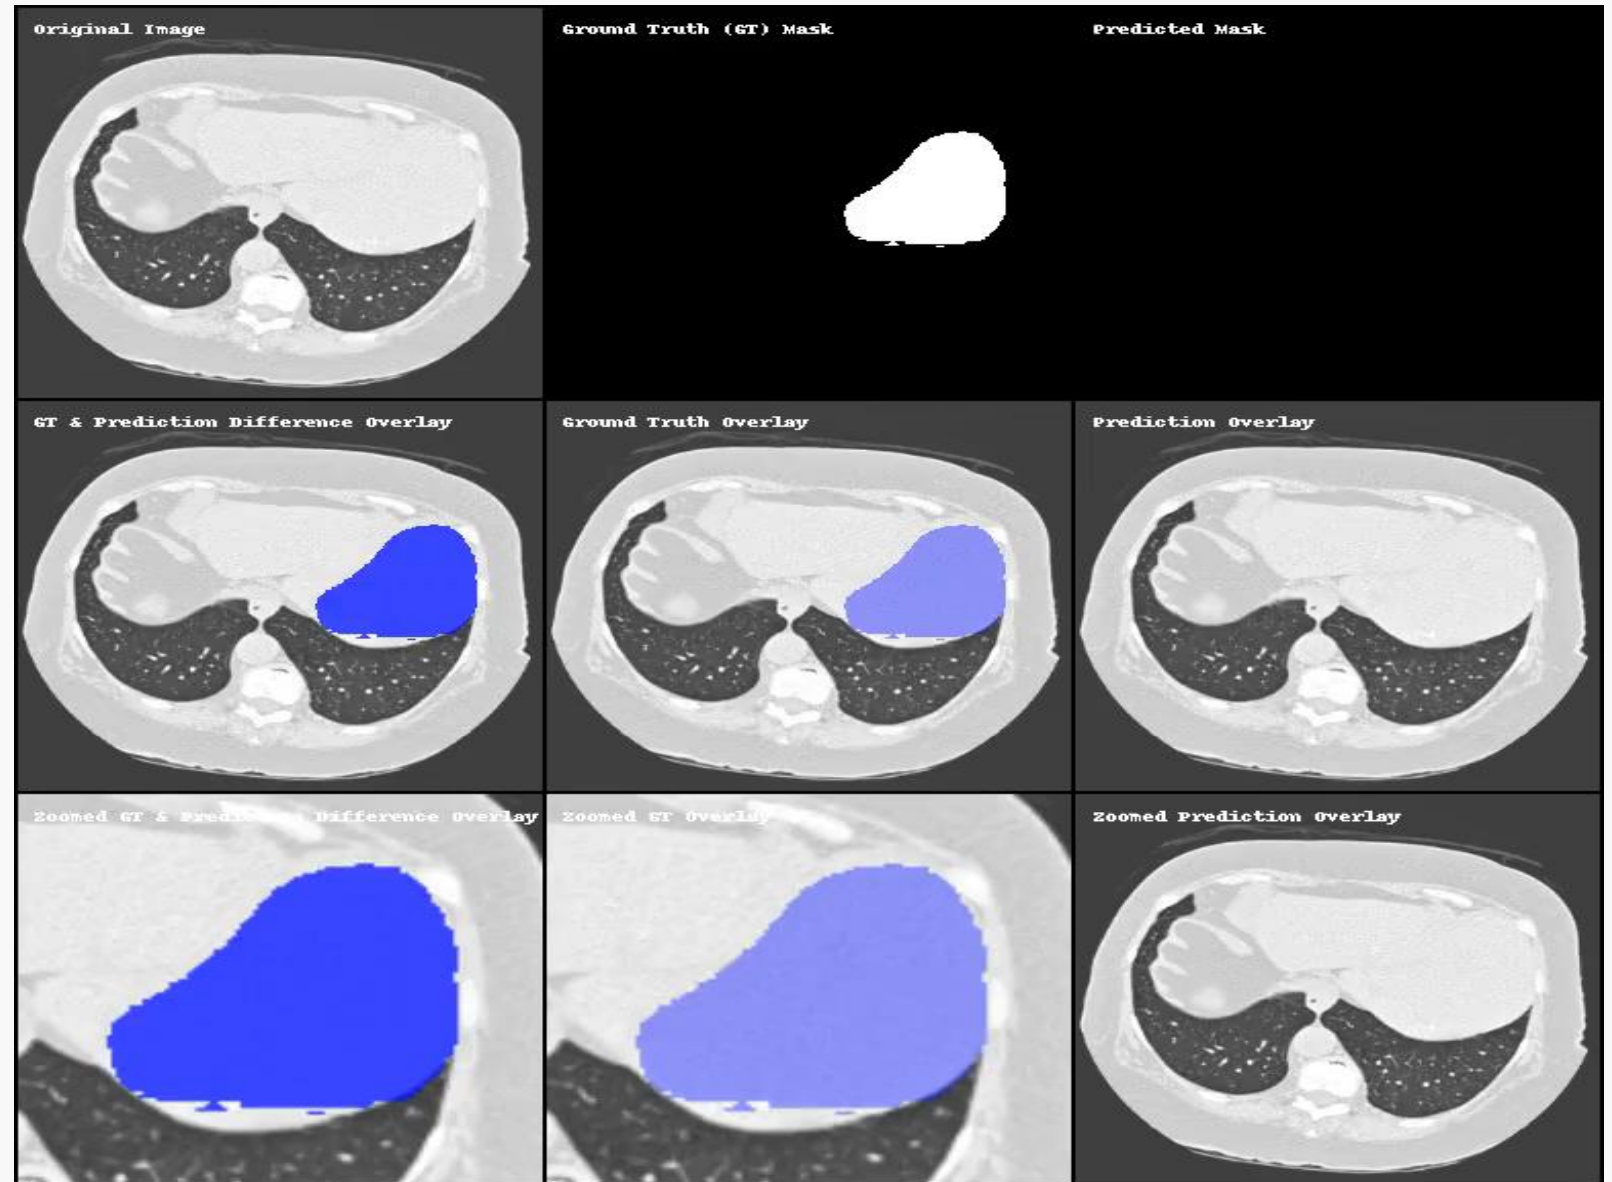 Original Image
Ground Truth (GT) Mask
Predicted Mask
GT & Prediction Difference Overlay
Ground Truth Overlay
Prediction Overlay
Zoomed GT & Prediction Difference Overlay
Zoomed GT Overlay
Zoomed Prediction Overlay